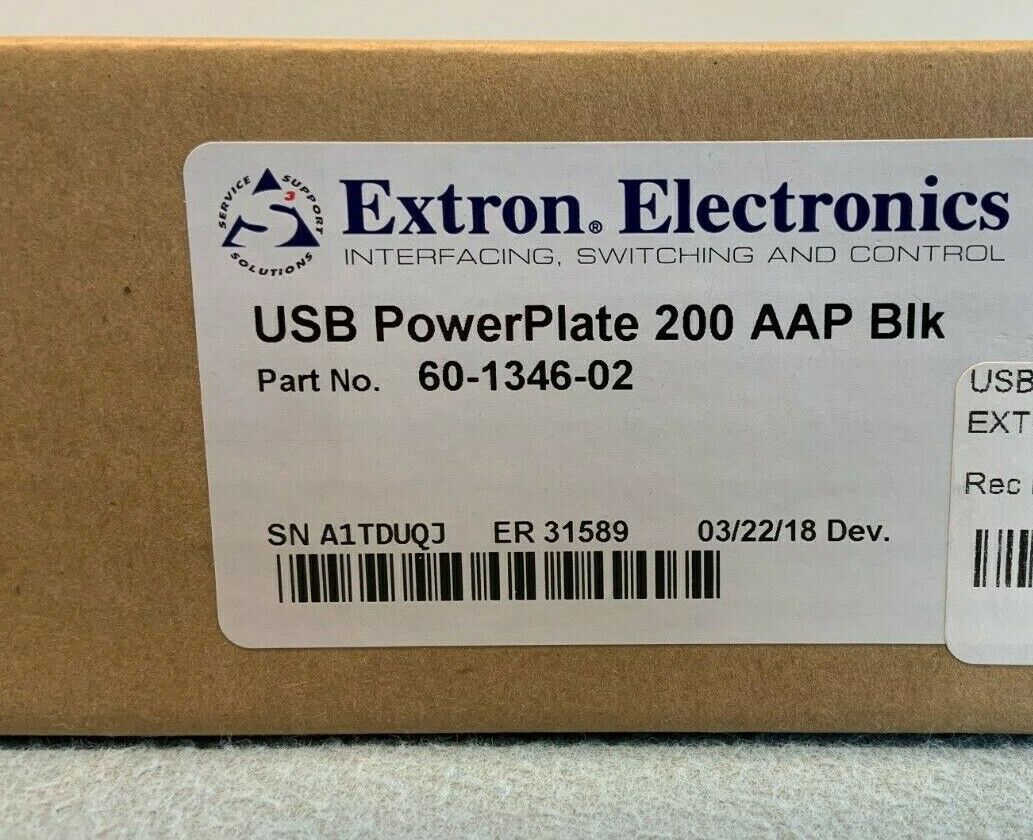 SERVICE SUPPORT SOLUTIONS
S3
Extron® Electronics
INTERFACING, SWITCHING AND CONTROL
USB PowerPlate 200 AAP Blk
Part No. 60-1346-02
SN A1TDUQJ ER 31589 03/22/18 Dev.
USB
EXT
Rec